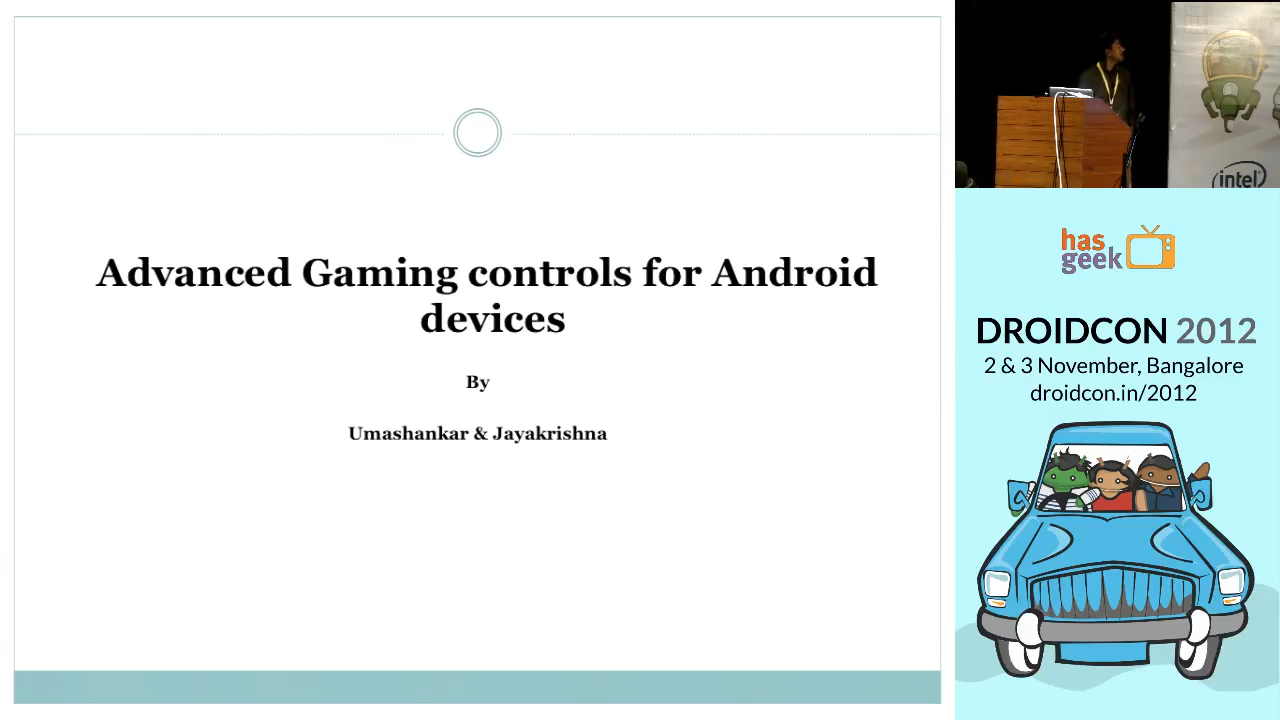 Advanced Gaming controls for Android
devices
By
Umashankar & Jayakrishna
intel
has
geek
DROIDCON 2012
2 & 3 November, Bangalore
droidcon.in/2012